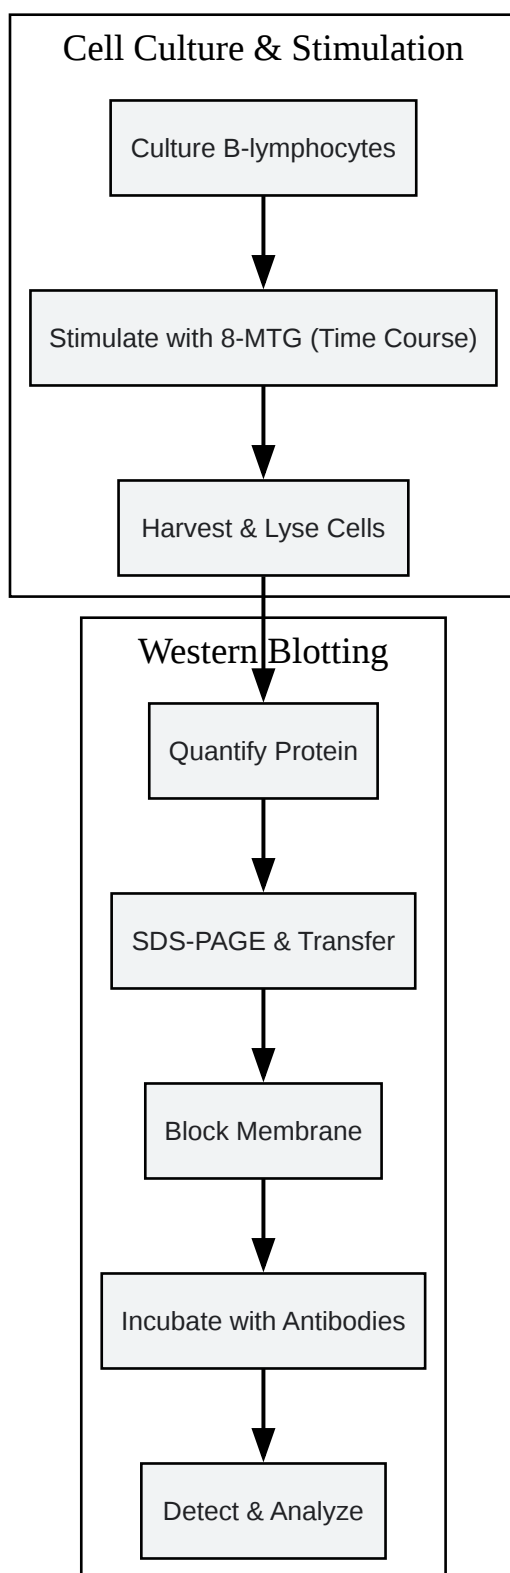 Cell Culture & Stimulation
Culture B-lymphocytes
Stimulate with 8-MTG (Time Course)
Harvest & Lyse Cells
Western Blotting
Quantify Protein
SDS-PAGE & Transfer
Block Membrane
Incubate with Antibodies
Detect & Analyze